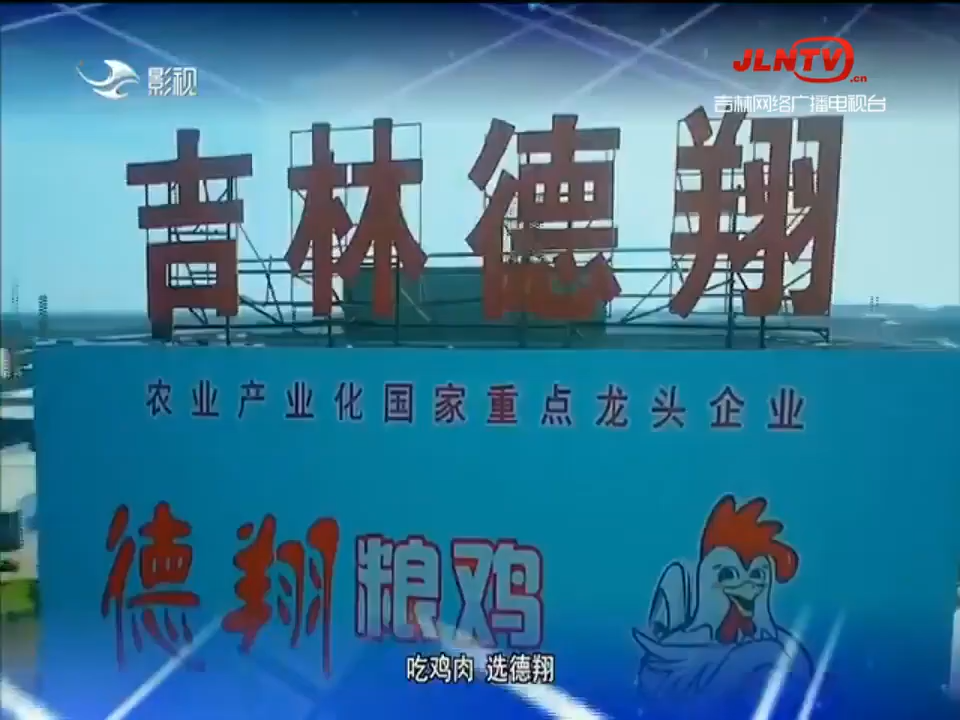 影视
JLNTV.cn
吉林网络广播电视台
吉林德翔
农业产业化国家重点龙头企业
德翔粮鸡
吃鸡肉 选德翔